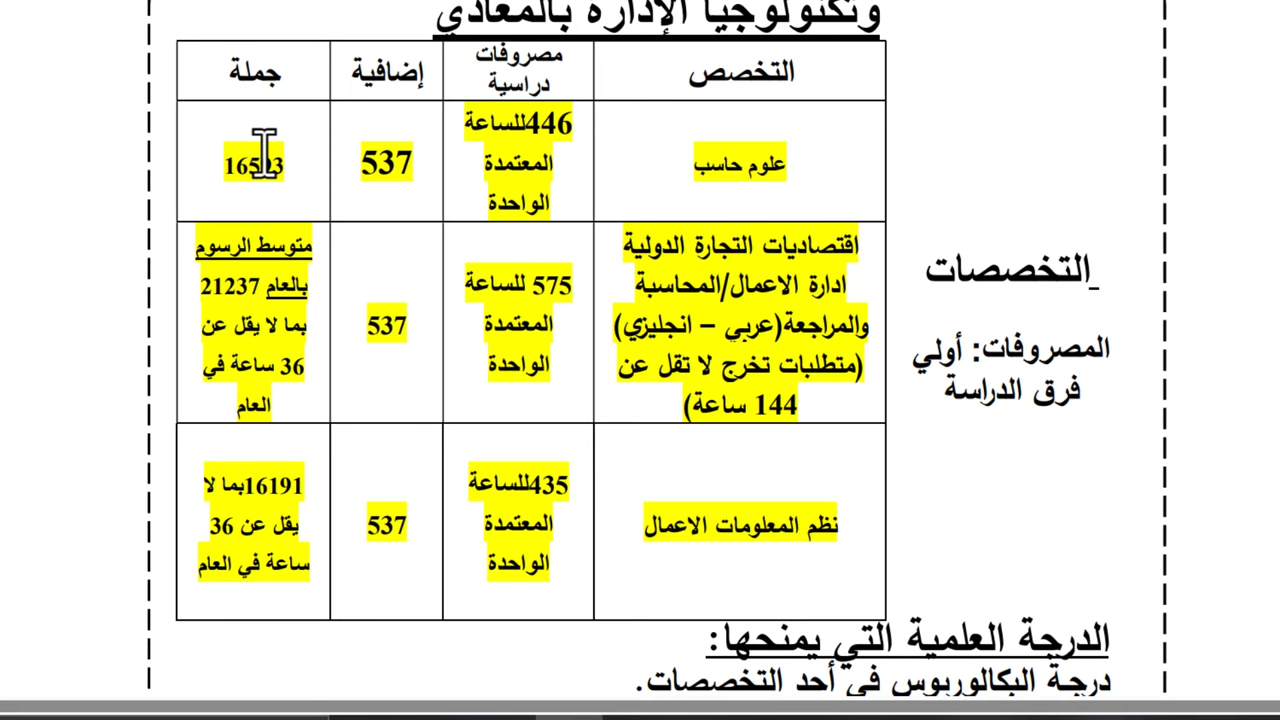 وتكنولوجيا الإدارة بالمعادي
التخصص
مصروفات
دراسية
إضافية
جملة
علوم حاسب
446للساعة
المعتمدة
الواحدة
537
اقتصاديات التجارة الدولية
ادارة الاعمال/المحاسبة
والمراجعة(عربي – انجليزي)
(متطلبات تخرج لا تقل عن
144 ساعة)
575 للساعة
المعتمدة
الواحدة
537
متوسط الرسوم
بالعام 21237
بما لا يقل عن
36 ساعة في
العام
نظم المعلومات الاعمال
435للساعة
المعتمدة
الواحدة
537
16191بما لا
يقل عن 36
ساعة في العام
التخصصات
المصروفات: أولي
فرق الدراسة
الدرجة العلمية التي يمنحها:
درجة البكالوريوس في أحد التخصصات.